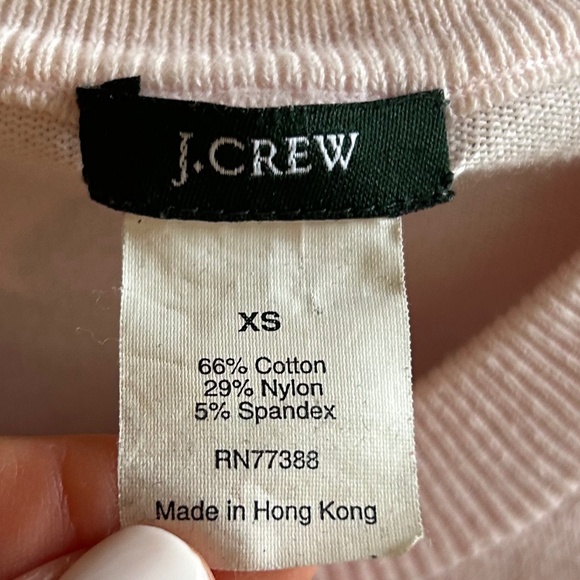 J.CREW
XS
66% Cotton
29% Nylon
5% Spandex
RN77388
Made in Hong Kong